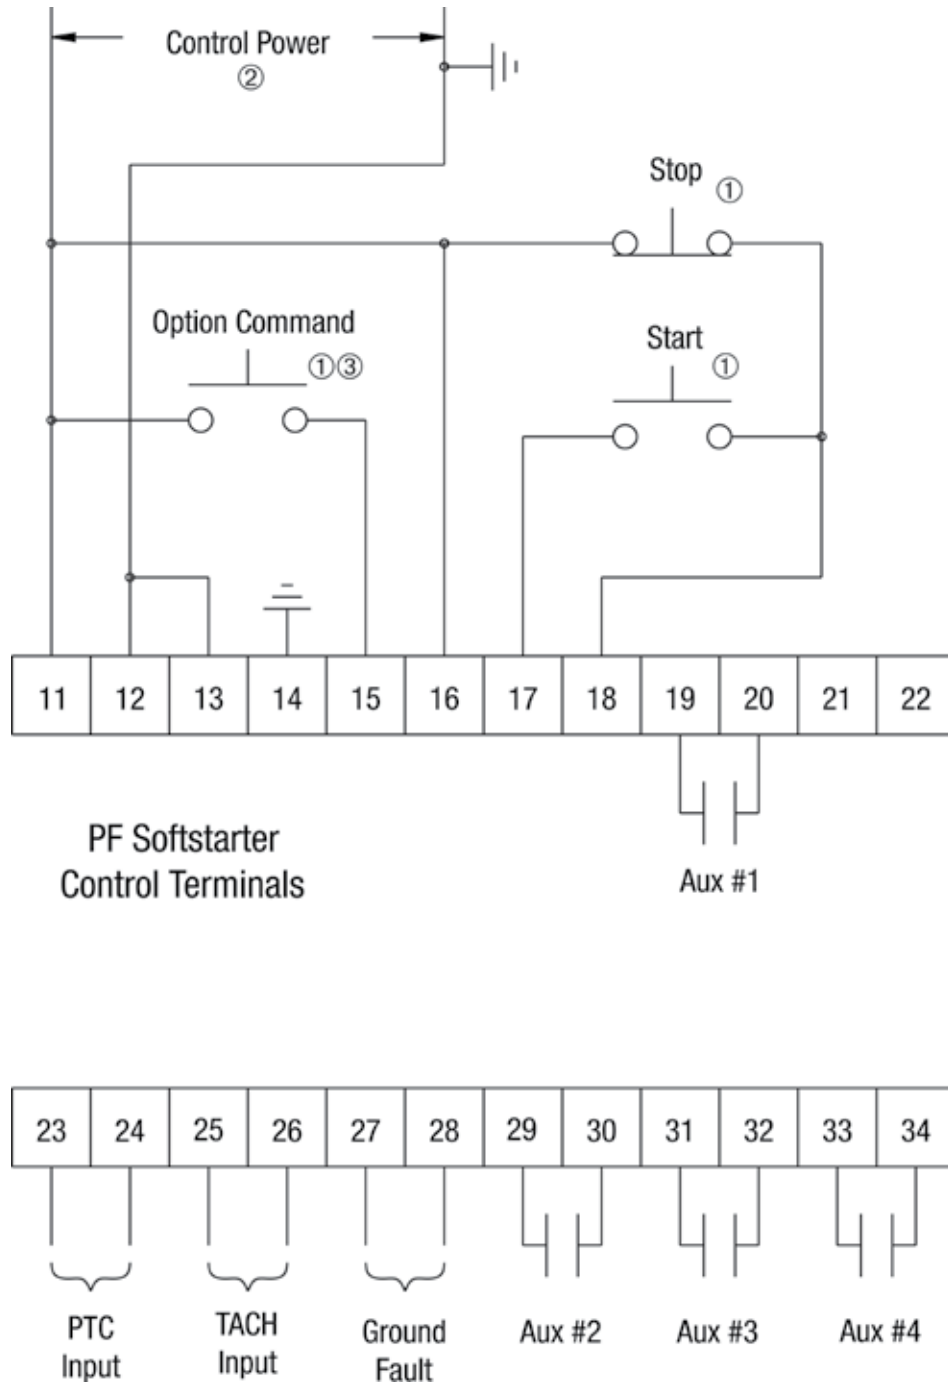 Control Power
②
Stop ①
Option Command
①③
Start
①
11 12 13 14 15 16 17 18 19 20 21 22
PF Softstarter
Control Terminals
Aux #1
23 24 25 26 27 28 29 30 31 32 33 34
PTC
Input
TACH
Input
Ground
Fault
Aux #2
Aux #3
Aux #4